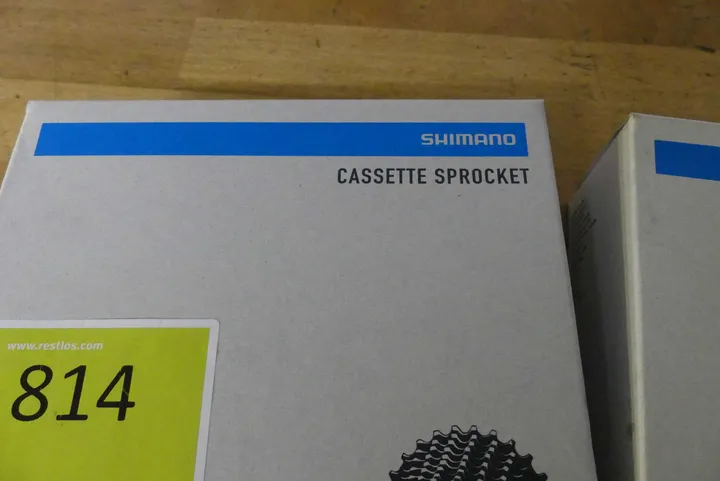 SHIMANO
CASSETTE SPROCKET
www.restlos.com
814